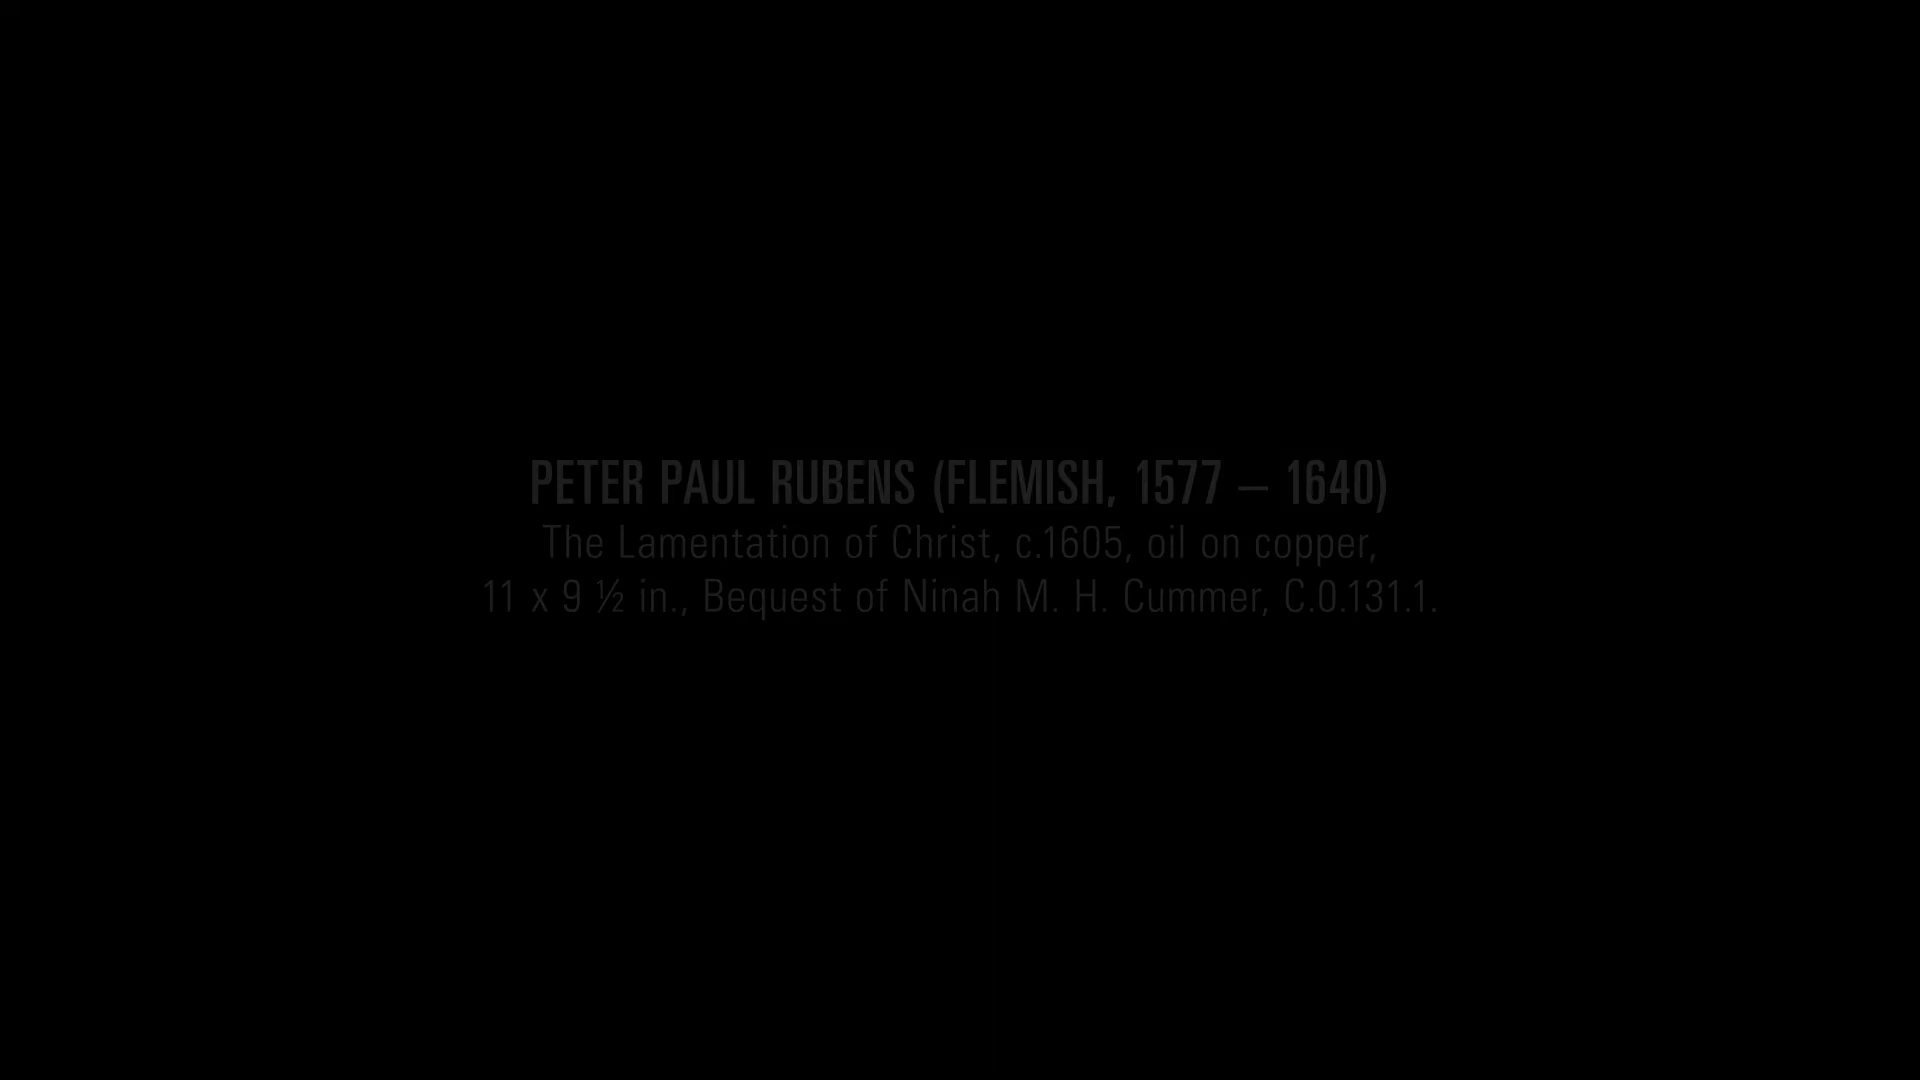 PETER PAUL RUBENS (FLEMISH, 1577 – 1640)
The Lamentation of Christ, c.1605, oil on copper,
11 x 9 ½ in., Bequest of Ninah M. H. Cummer, C.0.131.1.